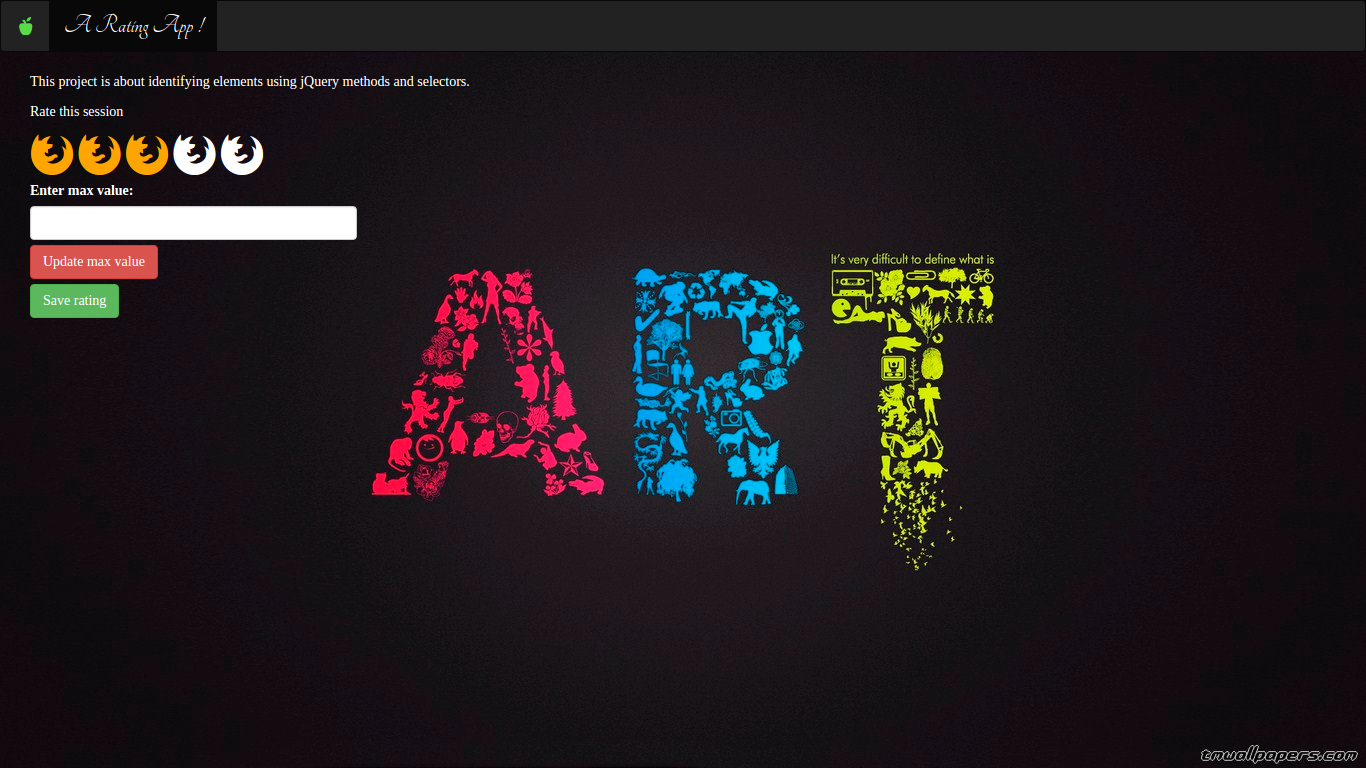 A Rating App !
This project is about identifying elements using jQuery methods and selectors.
Rate this session
Enter max value:
Update max value
Save rating
It's very difficult to define what is
ART
tmwallpapers.com